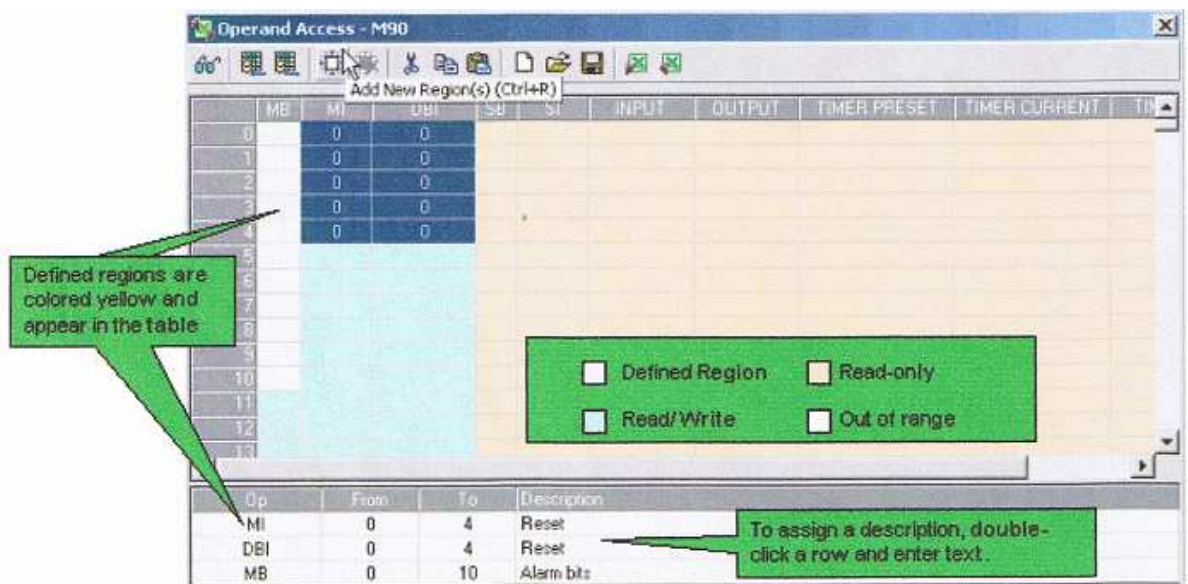 Operand Access - M90
Add New Region(s) (Ctrl+R)
MB MI DBI SB SI INPUT OUTPUT TIMER PRESET TIMER CURRENT
0 0 0
1 0 0
2 0 0
3 0 0
4 0 0
5
6
7
8
9
10
11
12
13
Defined regions are
colored yellow and
appear in the table
Defined Region Read-only
Read/Write Out of range
Op From To Description
MI 0 4 Reset
DBI 0 4 Reset
MB 0 10 Alarm bits
To assign a description, double-
click a row and enter text.